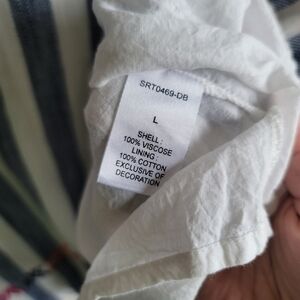 SRT0469-DB
L
SHELL :
100% VISCOSE
LINING :
100% COTTON
EXCLUSIVE OF
DECORATION